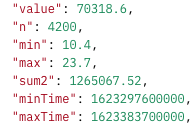 "value": 70318.6,
"n": 4200,
"min": 10.4,
"max": 23.7,
"sum2": 1265067.52,
"minTime": 1623297600000,
"maxTime": 1623383700000